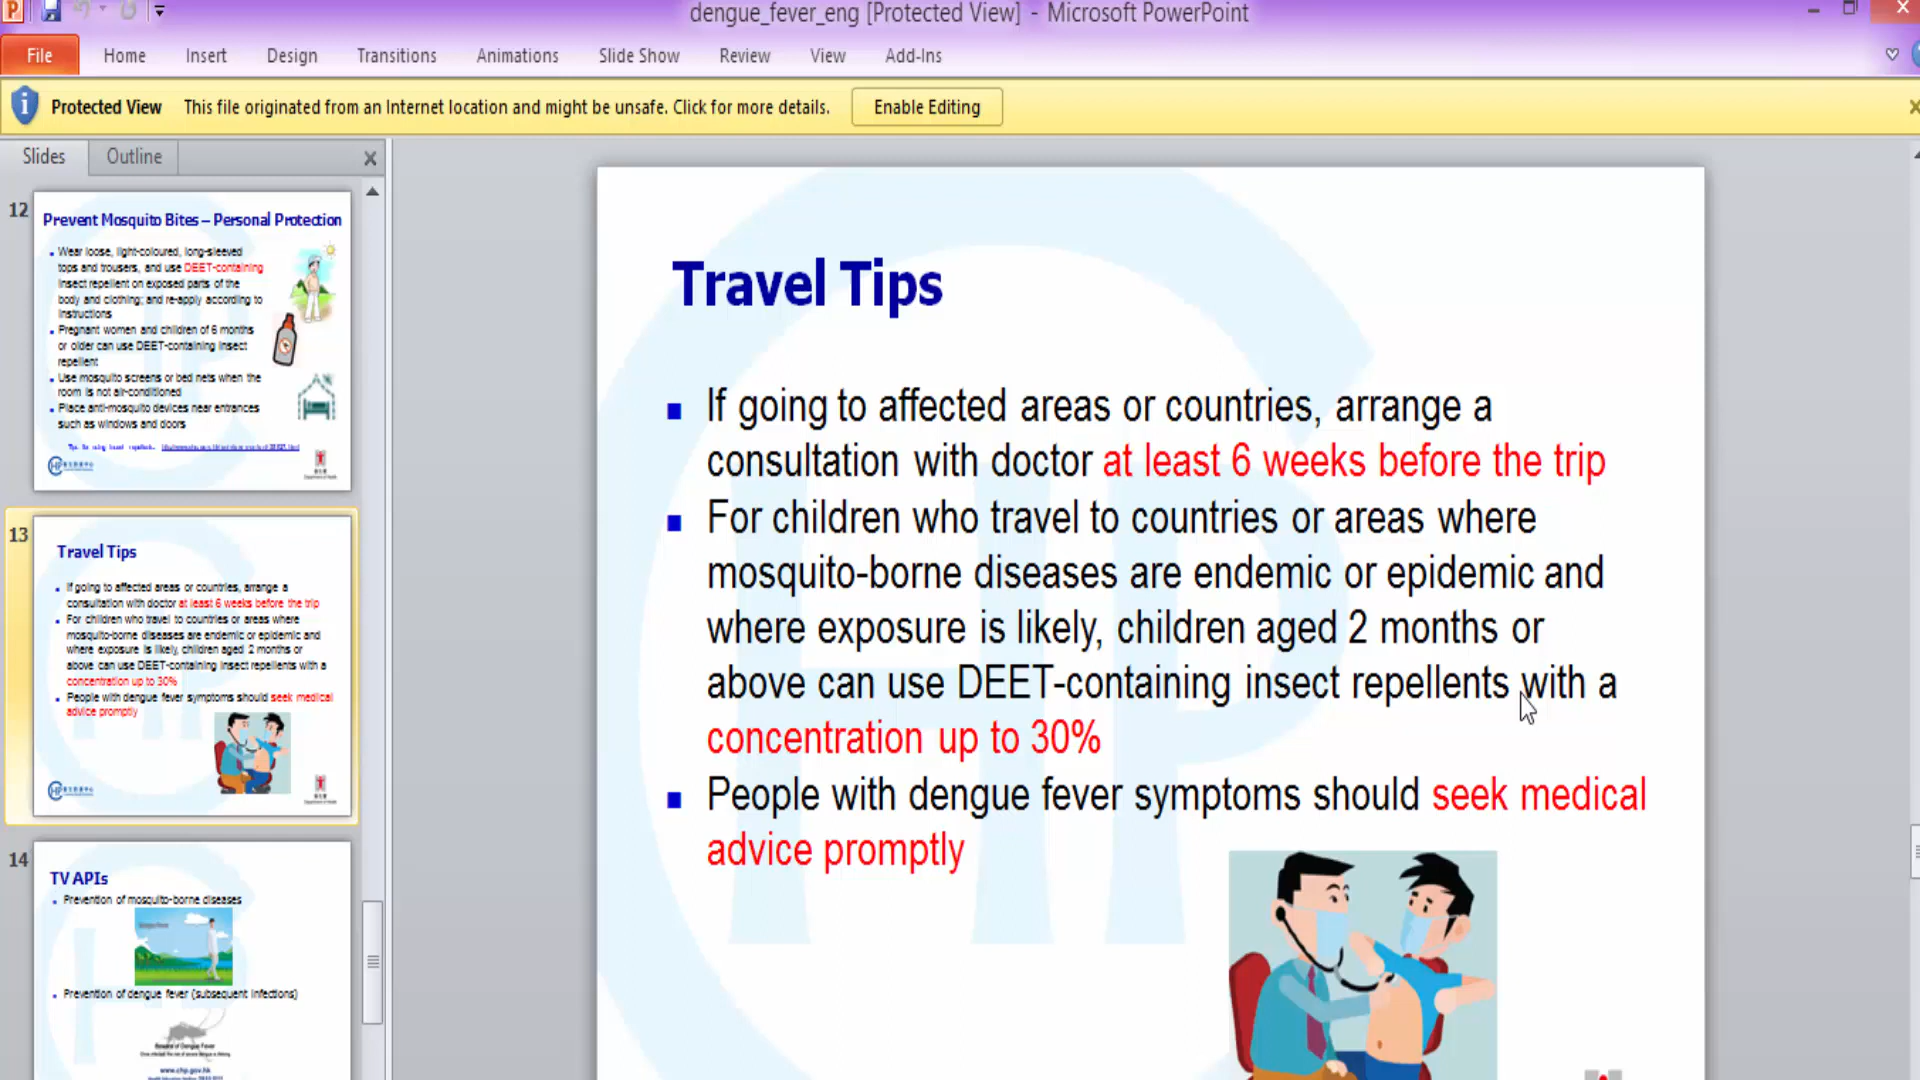 dengue_fever_eng [Protected View] - Microsoft PowerPoint
File Home Insert Design Transitions Animations Slide Show Review View Add-Ins
Protected View This file originated from an Internet location and might be unsafe. Click for more details. Enable Editing
Slides Outline
12
Prevent Mosquito Bites – Personal Protection
Wear loose, light-coloured, long-sleeved
tops and trousers, and use DEET-containing
insect repellent on exposed parts of the
body and clothing; and re-apply according to
instructions
Pregnant women and children of 6 months
or older can use DEET-containing insect
repellent
Use mosquito screens or bed nets when the
room is not air-conditioned
Place anti-mosquito devices near entrances
such as windows and doors
13
Travel Tips
If going to affected areas or countries, arrange a
consultation with doctor at least 6 weeks before the trip
For children who travel to countries or areas where
mosquito-borne diseases are endemic or epidemic and
where exposure is likely, children aged 2 months or
above can use DEET-containing insect repellents with a
concentration up to 30%
People with dengue fever symptoms should seek medical
advice promptly
14
TV APIs
Prevention of mosquito-borne diseases
Prevention of dengue fever (subsequent infections)
Beware of Dengue Fever
www.chp.gov.hk
Travel Tips
If going to affected areas or countries, arrange a
consultation with doctor at least 6 weeks before the trip
For children who travel to countries or areas where
mosquito-borne diseases are endemic or epidemic and
where exposure is likely, children aged 2 months or
above can use DEET-containing insect repellents with a
concentration up to 30%
People with dengue fever symptoms should seek medical
advice promptly